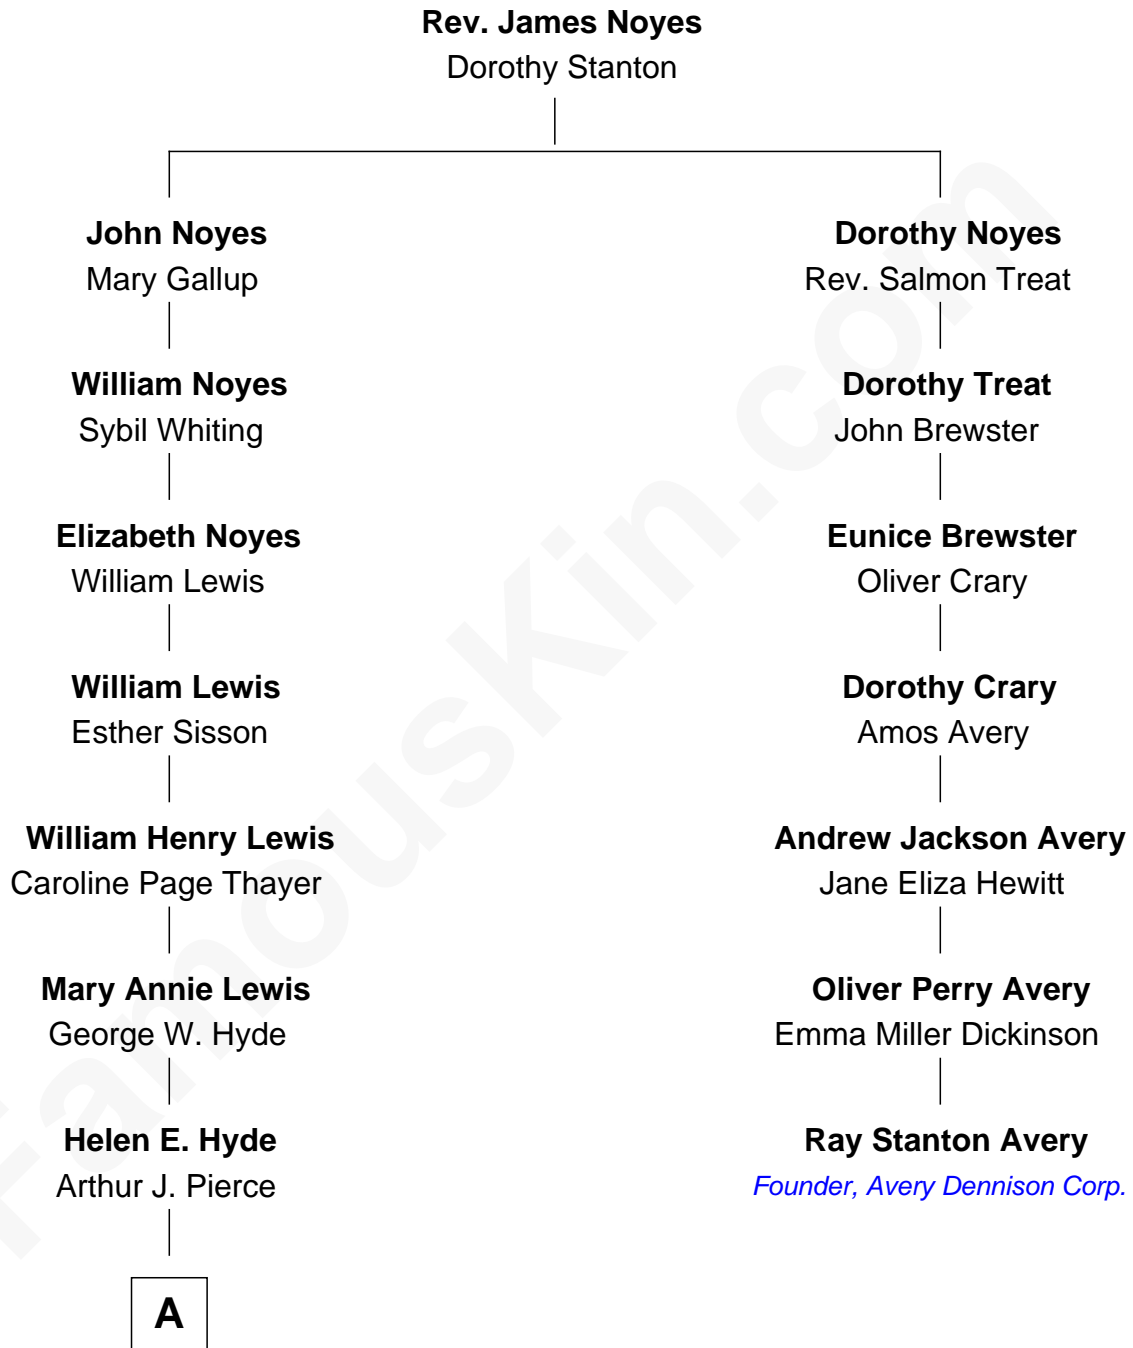 Rev. James Noyes
Dorothy Stanton
John Noyes
Mary Gallup
William Noyes
Sybil Whiting
Elizabeth Noyes
William Lewis
William Lewis
Esther Sisson
William Henry Lewis
Caroline Page Thayer
Mary Annie Lewis
George W. Hyde
Helen E. Hyde
Arthur J. Pierce
A
Dorothy Noyes
Rev. Salmon Treat
Dorothy Treat
John Brewster
Eunice Brewster
Oliver Crary
Dorothy Crary
Amos Avery
Andrew Jackson Avery
Jane Eliza Hewitt
Oliver Perry Avery
Emma Miller Dickinson
Ray Stanton Avery
Founder, Avery Dennison Corp.
FamousKin.com